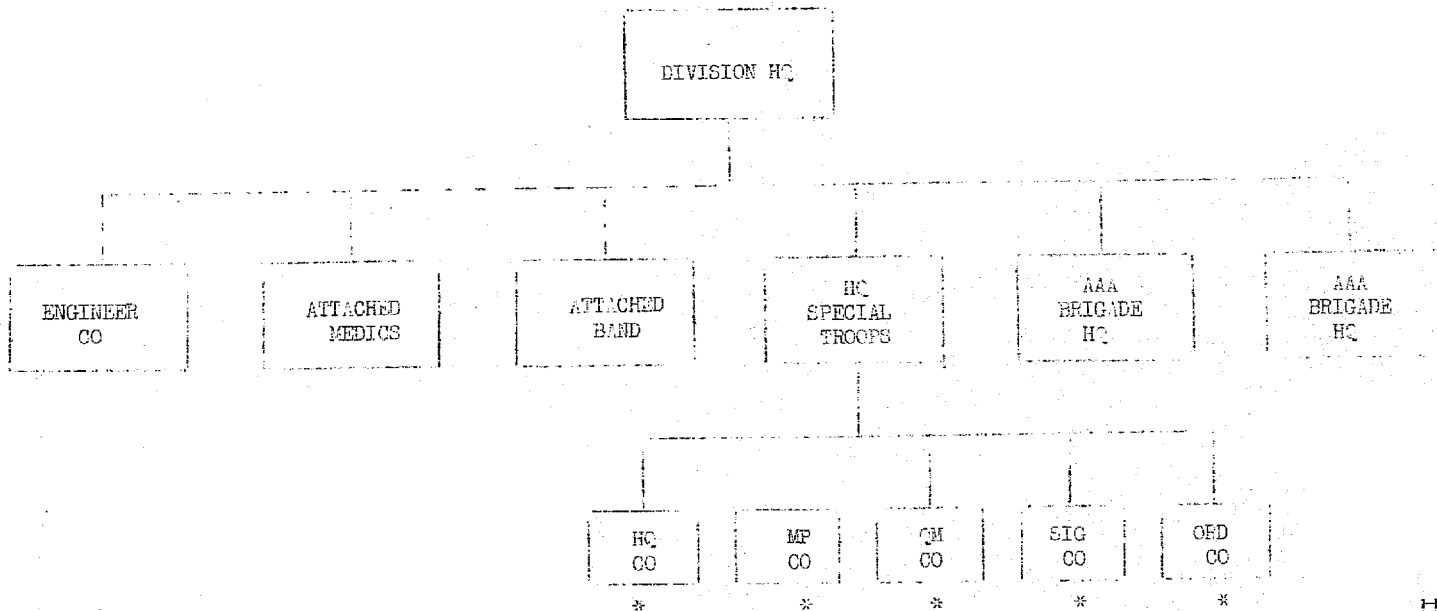 DIVISION HQ
ENGINEER
CO
ATTACHED
MEDICS
ATTACHED
BAND
HQ
SPECIAL
TROOPS
AAA
BRIGADE
HQ
AAA
BRIGADE
HQ
HQ
CO
MP
CO
QM
CO
SIG
CO
ORD
CO
* * * * *
H